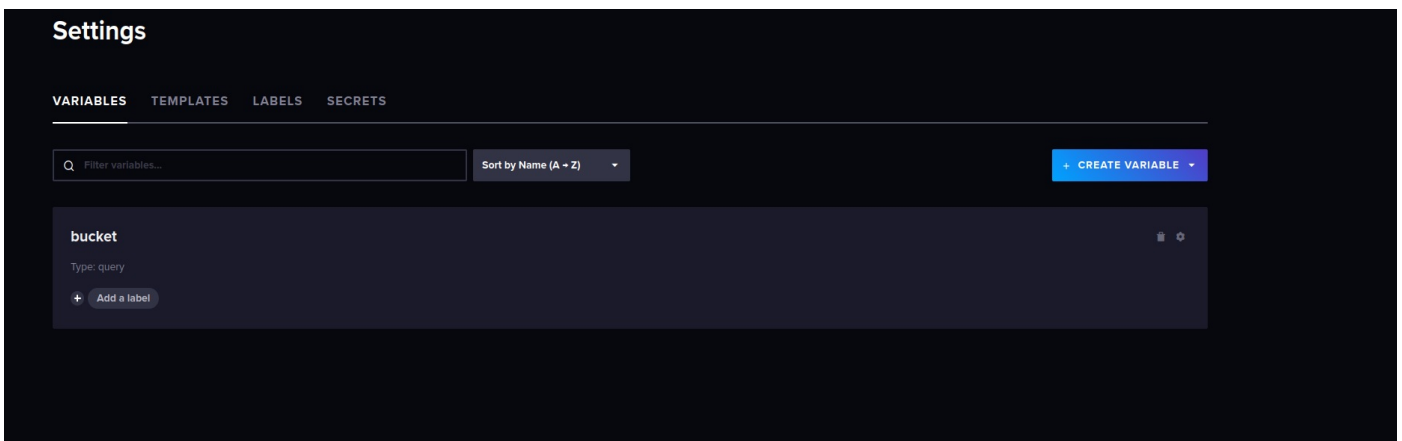 Settings
VARIABLES TEMPLATES LABELS SECRETS
Filter variables... Sort by Name (A → Z) + CREATE VARIABLE
bucket
Type: query
+ Add a label